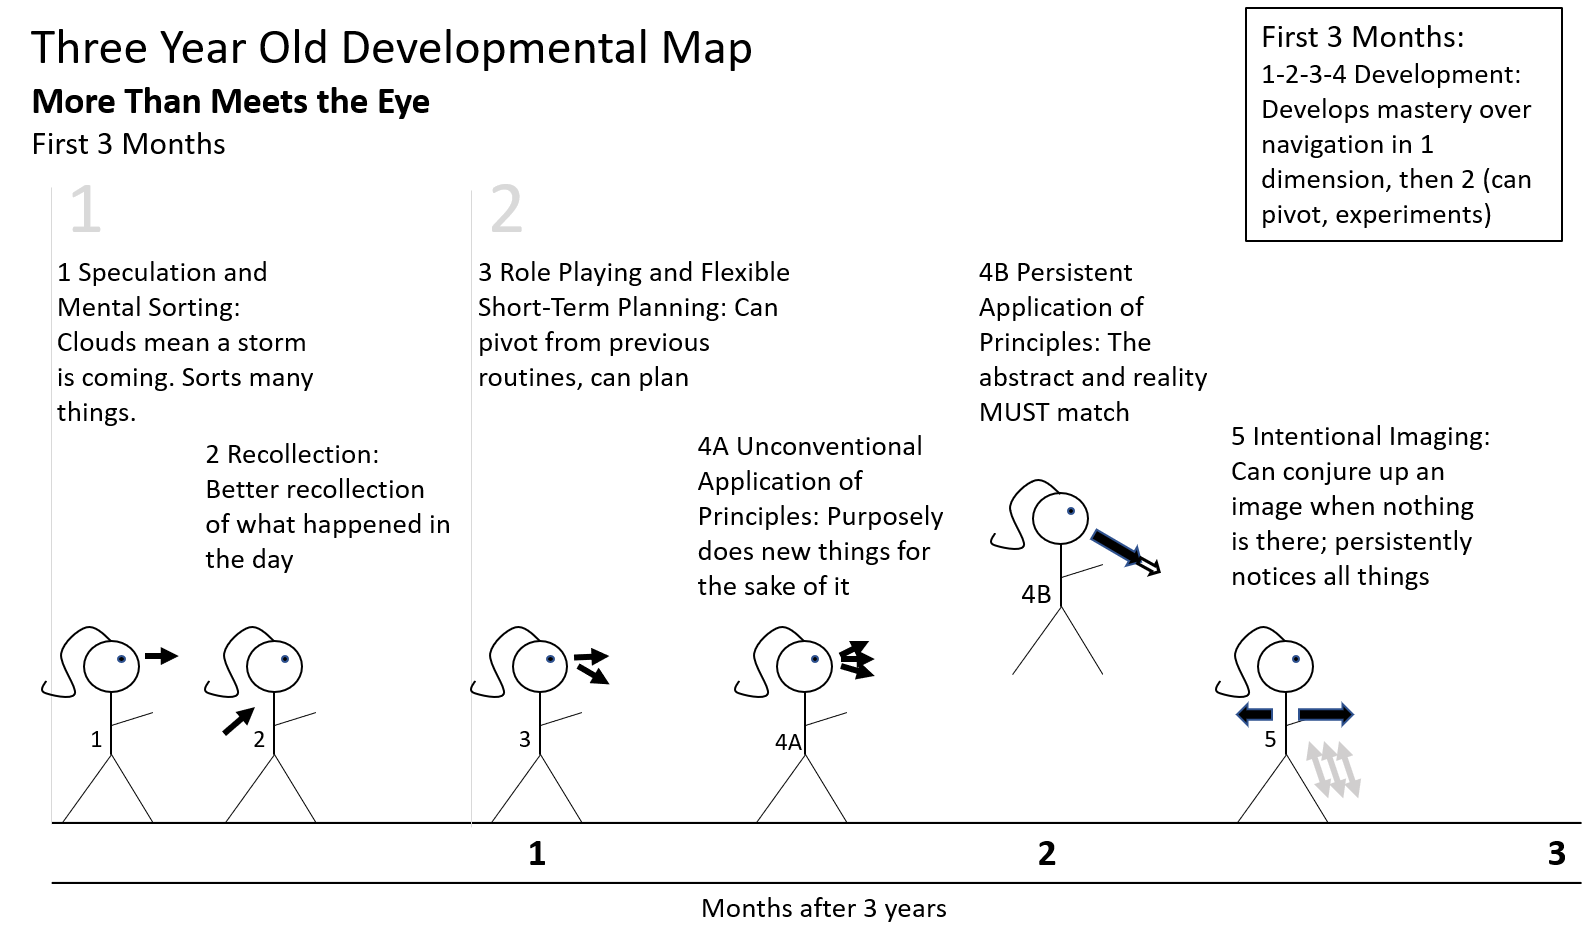 Three Year Old Developmental Map
More Than Meets the Eye
First 3 Months
First 3 Months:
1-2-3-4 Development:
Develops mastery over
navigation in 1
dimension, then 2 (can
pivot, experiments)
1
2
1 Speculation and
Mental Sorting:
Clouds mean a storm
is coming. Sorts many
things.
2 Recollection:
Better recollection
of what happened in
the day
3 Role Playing and Flexible
Short-Term Planning: Can
pivot from previous
routines, can plan
4A Unconventional
Application of
Principles: Purposely
does new things for
the sake of it
4B Persistent
Application of
Principles: The
abstract and reality
MUST match
5 Intentional Imaging:
Can conjure up an
image when nothing
is there; persistently
notices all things
1
2
3
4A
4B
5
1
2
3
Months after 3 years